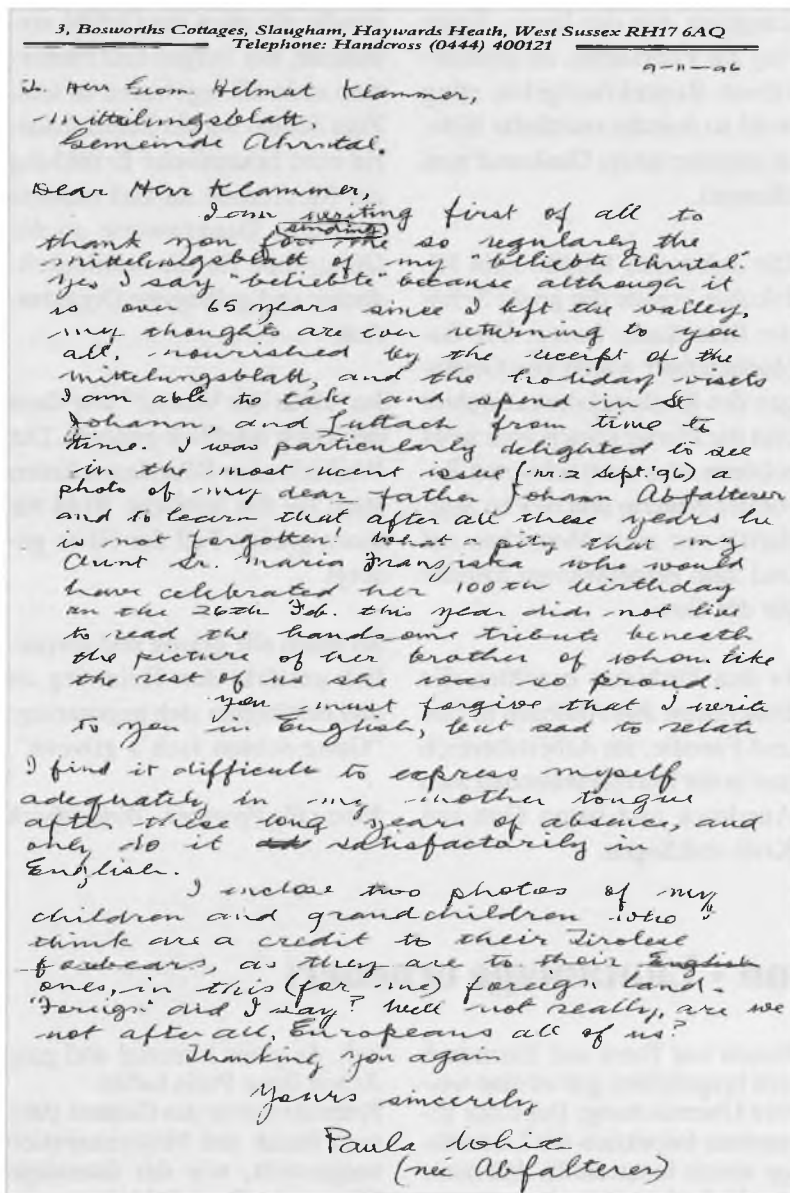 3, Bosworths Cottages, Slaugham, Haywards Heath, West Sussex RH17 6AQ
Telephone: Handcross (0444) 400121
9-11-96
To Herr Geom. Helmut Klammer,
Mitteilungsblatt,
Gemeinde Ahrntal.
Dear Herr Klammer,
I am writing first of all to
(sending)
thank you for me so regularly the
Mittelungsblatt of my "beliebte Ahrntal".
Yes I say "beliebte" because although it
is over 65 years since I left the valley,
my thoughts are ever returning to you
all, nourished by the receipt of the
Mittelungsblatt, and the holiday visits
I am able to take and spend in St
Johann, and Luttach from time to
time. I was particularly delighted to see
in the most recent issue (nr 2 Sept. '96) a
photo of my dear father Johann Abfalterer
and to learn that after all these years he
is not forgotten. What a pity that my
Aunt Sr. Maria Franziska who would
have celebrated her 100th birthday
on the 26th Feb. this year did not live
to read the handsome tribute beneath
the picture of her brother of whom like
the rest of us she was so proud.
You must forgive that I write
to you in English, but sad to relate
I find it difficult to express myself
adequately in my mother tongue
after these long years of absence, and
only do it satisfactorily in
English.
I inclose two photos of my
children and grandchildren who I
think are a credit to their Tirolese
forbears, as they are to their English
ones, in this (for me) foreign land.
"Foreign" did I say? Well not really, are we
not after all, Europeans all of us?
Thanking you again
Yours sincerely
Paula White
(neé Abfalterer)